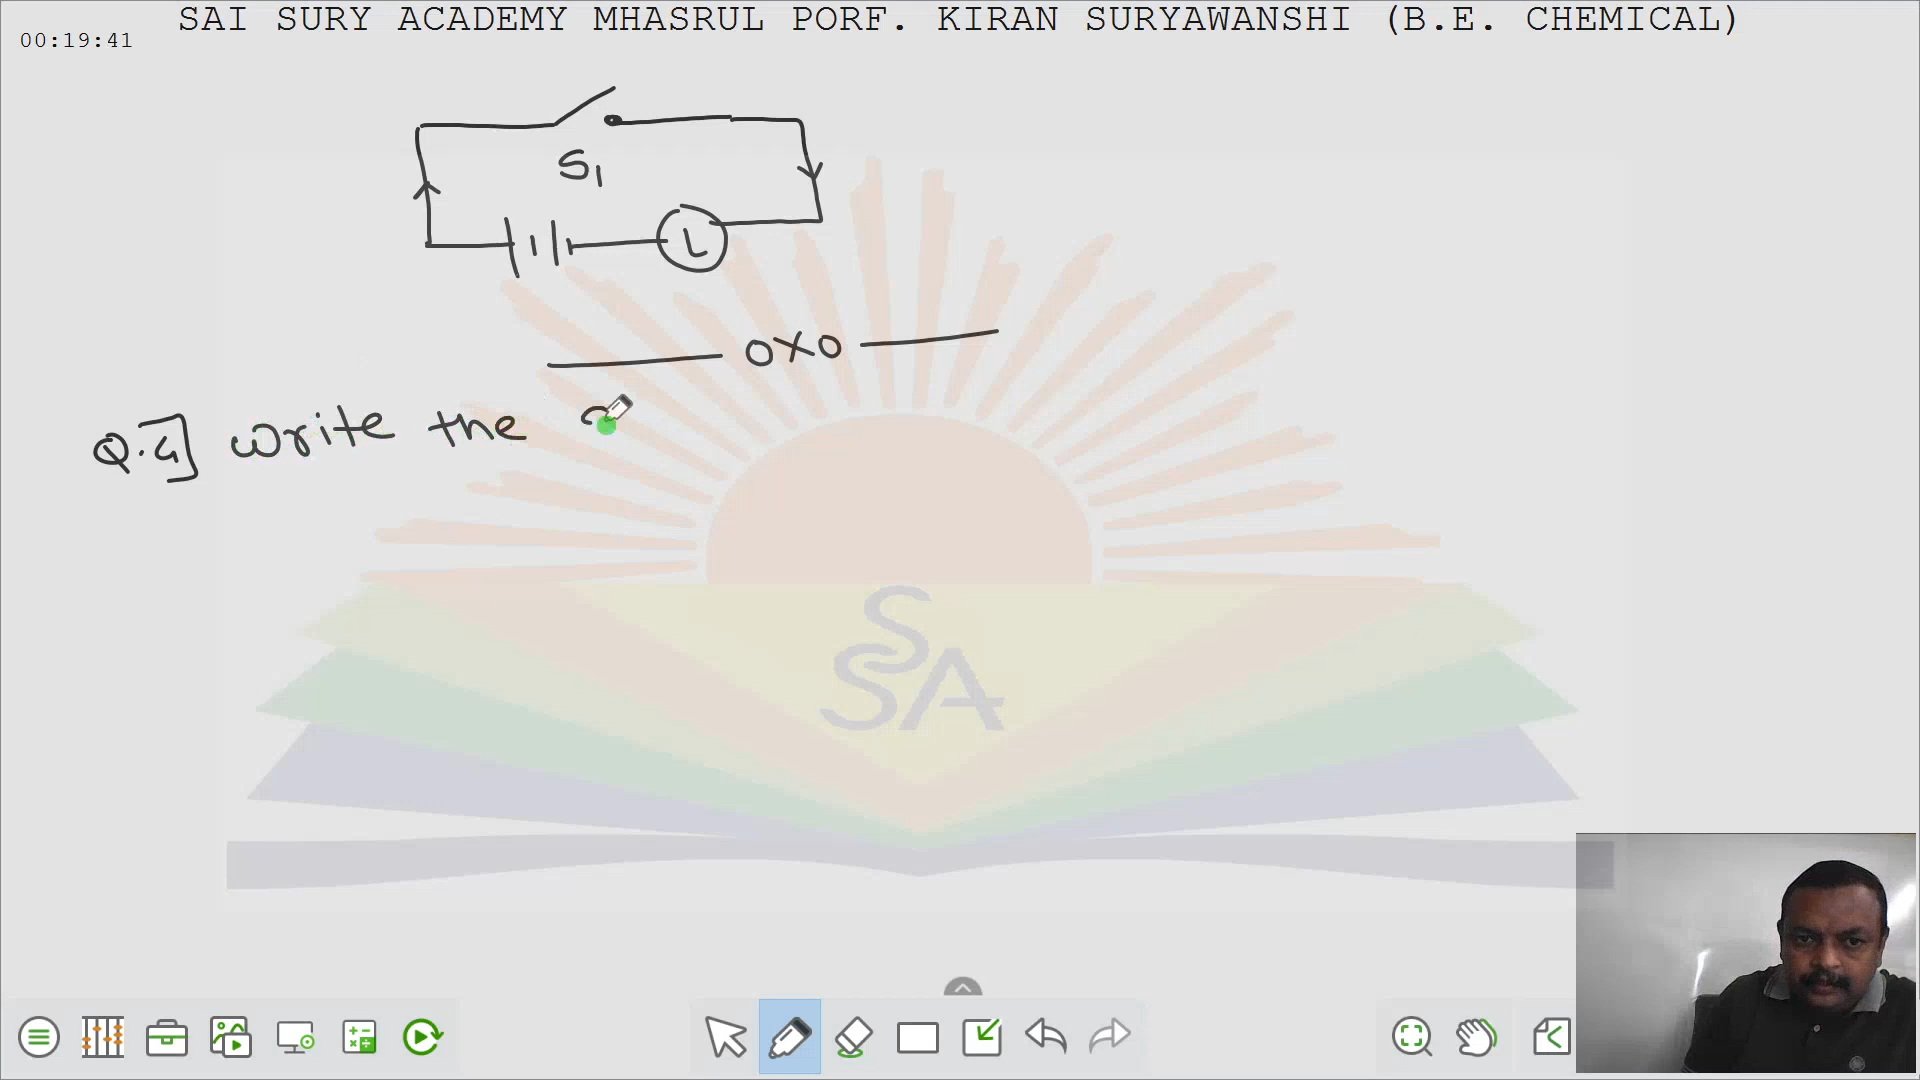 SAI SURY ACADEMY MHASRUL PORF. KIRAN SURYAWANSHI (B.E. CHEMICAL)
00:19:41
S1
L
OXO
Q.4] Write the
SSA